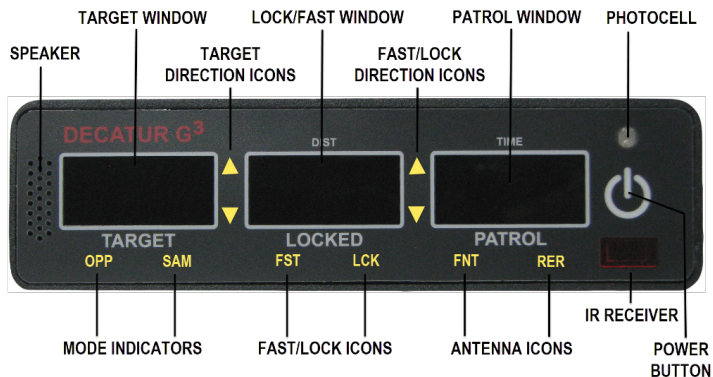 TARGET WINDOW
LOCK/FAST WINDOW
PATROL WINDOW
PHOTOCELL
SPEAKER
TARGET
DIRECTION ICONS
FAST/LOCK
DIRECTION ICONS
DECATUR G3
DIST
TIME
TARGET
LOCKED
PATROL
OPP
SAM
FST
LCK
FNT
RER
IR RECEIVER
MODE INDICATORS
FAST/LOCK ICONS
ANTENNA ICONS
POWER
BUTTON